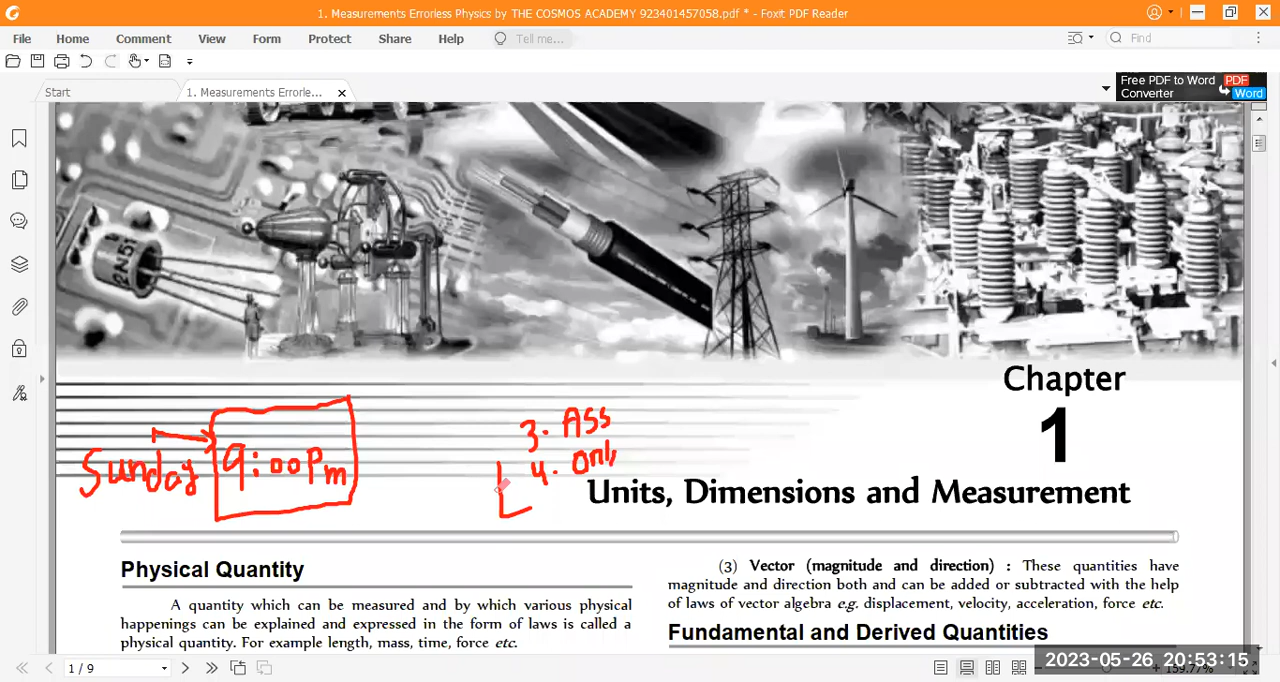 1. Measurements Errorless Physics by THE COSMOS ACADEMY 923401457058.pdf * - Foxit PDF Reader
File Home Comment View Form Protect Share Help Tell me... Find
Start 1. Measurements Errorle...
Free PDF to Word Converter PDF Word
2N51
Chapter
1
Sunday 9:00Pm
3. Ass
4. Only
Units, Dimensions and Measurement
Physical Quantity
A quantity which can be measured and by which various physical
happenings can be explained and expressed in the form of laws is called a
physical quantity. For example length, mass, time, force etc.
(3) Vector (magnitude and direction) : These quantities have
magnitude and direction both and can be added or subtracted with the help
of laws of vector algebra e.g. displacement, velocity, acceleration, force etc.
Fundamental and Derived Quantities
1 / 9
2023-05-26 20:53:15
159.77%